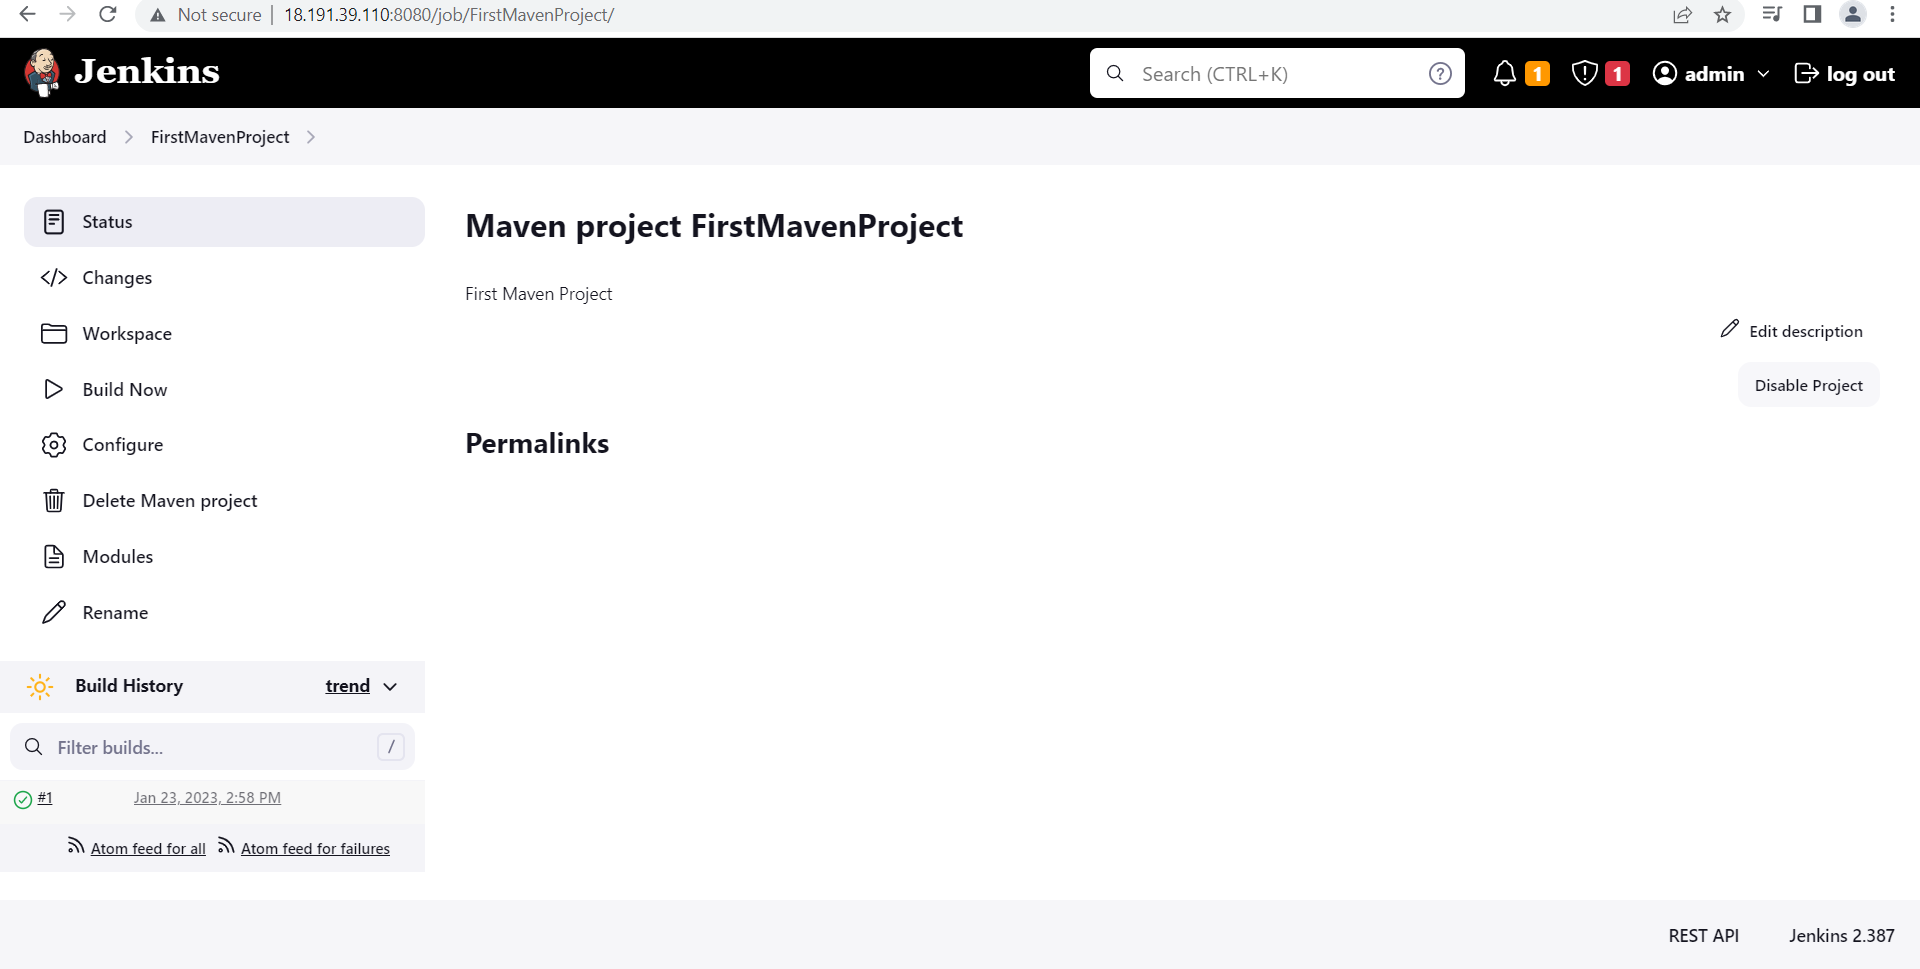 Not secure | 18.191.39.110:8080/job/FirstMavenProject/
Jenkins
Search (CTRL+K)
?
1
1
admin
log out
Dashboard
FirstMavenProject
Status
Changes
Workspace
Build Now
Configure
Delete Maven project
Modules
Rename
Maven project FirstMavenProject
First Maven Project
Edit description
Disable Project
Permalinks
Build History
trend
Filter builds...
/
#1
Jan 23, 2023, 2:58 PM
Atom feed for all
Atom feed for failures
REST API
Jenkins 2.387